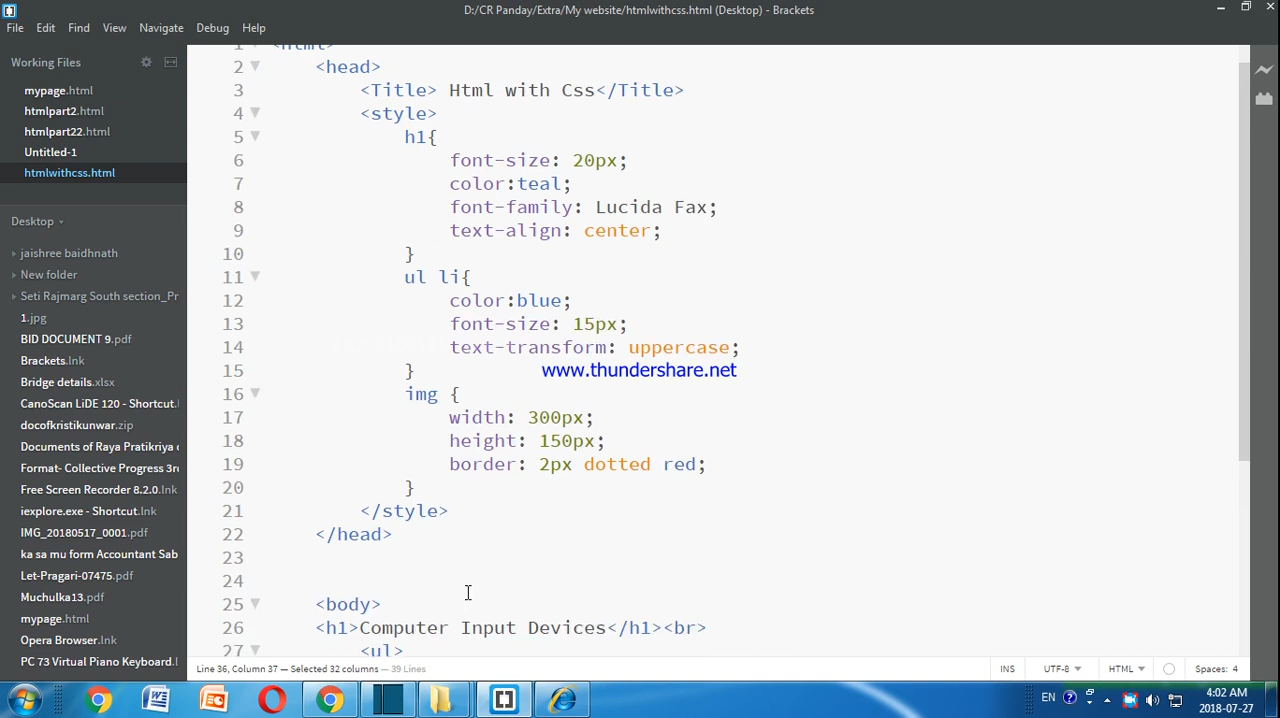 D:/CR Panday/Extra/My website/htmlwithcss.html (Desktop) - Brackets
File Edit Find View Navigate Debug Help
Working Files
mypage.html
htmlpart2.html
htmlpart22.html
Untitled-1
htmlwithcss.html
Desktop
jaishree baidhnath
New folder
Seti Rajmarg South section_Pr
1.jpg
BID DOCUMENT 9.pdf
Brackets.lnk
Bridge details.xlsx
CanoScan LiDE 120 - Shortcut.l
docofkristikunwar.zip
Documents of Raya Pratikriya
Format- Collective Progress 3r
Free Screen Recorder 8.2.0.lnk
iexplore.exe - Shortcut.lnk
IMG_20180517_0001.pdf
ka sa mu form Accountant Sab
Let-Pragari-07475.pdf
Muchulka13.pdf
mypage.html
Opera Browser.lnk
PC 73 Virtual Piano Keyboard.l
1 <html>
2 <head>
3 <Title> Html with Css</Title>
4 <style>
5 h1{
6 font-size: 20px;
7 color:teal;
8 font-family: Lucida Fax;
9 text-align: center;
10 }
11 ul li{
12 color:blue;
13 font-size: 15px;
14 text-transform: uppercase;
15 }
www.thundershare.net
16 img {
17 width: 300px;
18 height: 150px;
19 border: 2px dotted red;
20 }
21 </style>
22 </head>
23
24
25 <body>
26 <h1>Computer Input Devices</h1><br>
27 <ul>
Line 36, Column 37 — Selected 32 columns — 39 Lines
INS UTF-8 HTML Spaces: 4
EN 4:02 AM
2018-07-27